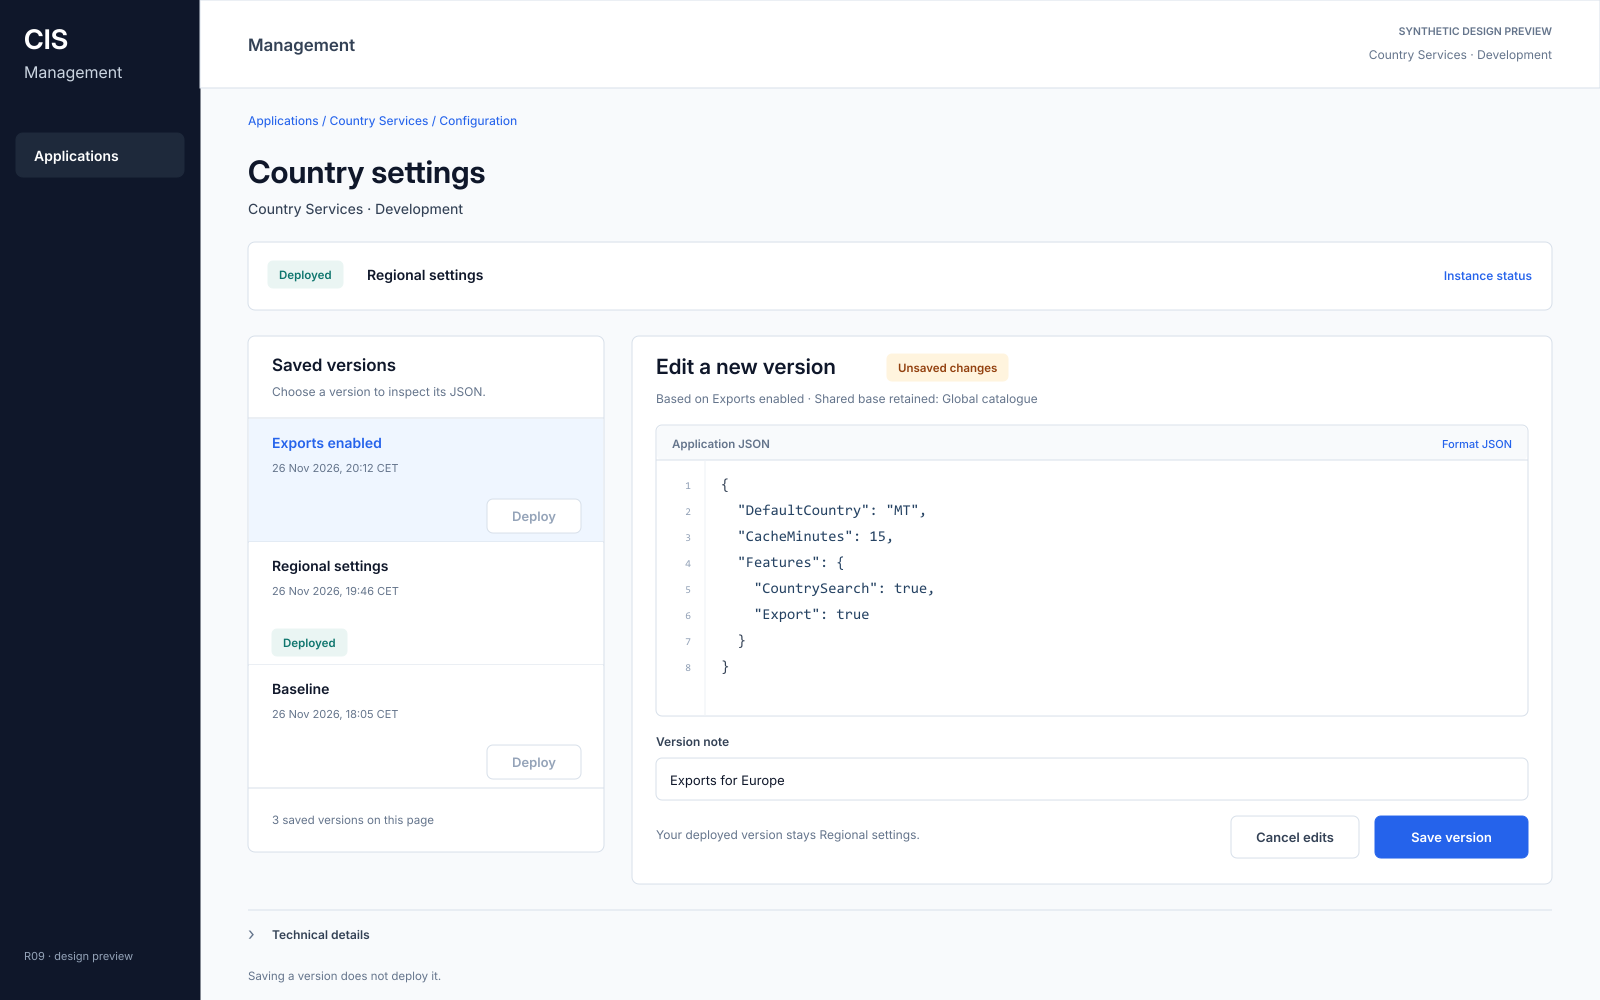 CIS
Management
Applications
R09 · design preview
Management
SYNTHETIC DESIGN PREVIEW
Country Services · Development
Applications / Country Services / Configuration
Country settings
Country Services · Development
Deployed
Regional settings
Instance status
Saved versions
Choose a version to inspect its JSON.
Exports enabled
26 Nov 2026, 20:12 CET
Deploy
Regional settings
26 Nov 2026, 19:46 CET
Deployed
Baseline
26 Nov 2026, 18:05 CET
Deploy
3 saved versions on this page
Edit a new version
Unsaved changes
Based on Exports enabled · Shared base retained: Global catalogue
Application JSON
Format JSON
1 {
2   "DefaultCountry": "MT",
3   "CacheMinutes": 15,
4   "Features": {
5     "CountrySearch": true,
6     "Export": true
7   }
8 }
Version note
Exports for Europe
Your deployed version stays Regional settings.
Cancel edits
Save version
Technical details
Saving a version does not deploy it.